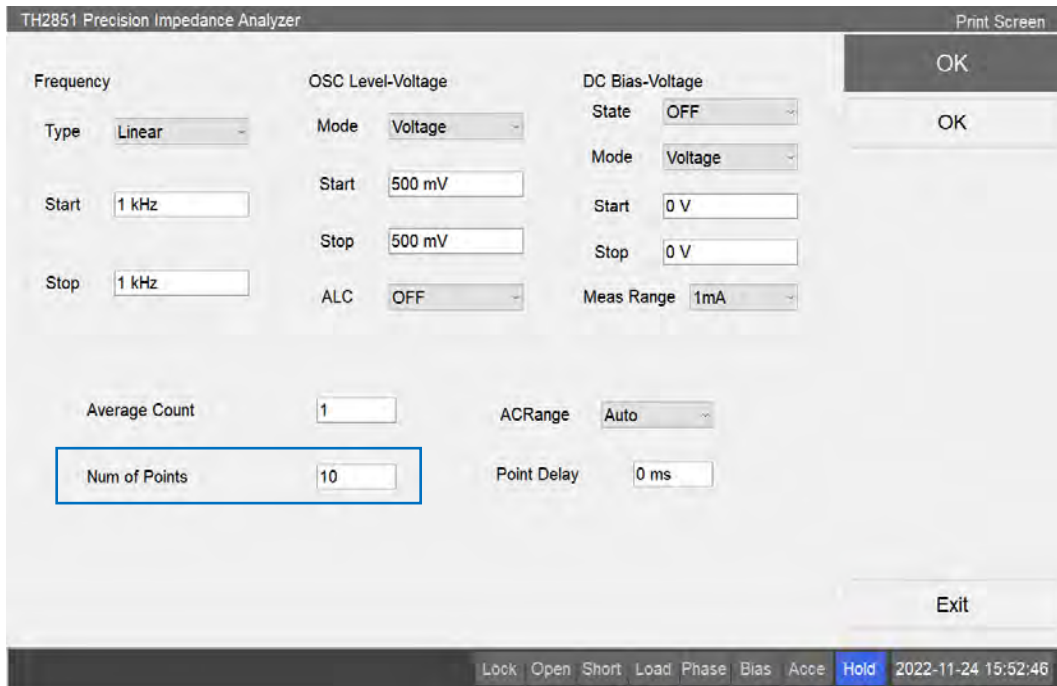 TH2851 Precision Impedance Analyzer
Print Screen
Frequency
Type Linear
Start 1 kHz
Stop 1 kHz
OSC Level-Voltage
Mode Voltage
Start 500 mV
Stop 500 mV
ALC OFF
DC Bias-Voltage
State OFF
Mode Voltage
Start 0 V
Stop 0 V
Meas Range 1mA
Average Count 1
ACRange Auto
Num of Points 10
Point Delay 0 ms
OK
OK
Exit
Lock Open Short Load Phase Bias Acce Hold 2022-11-24 15:52:46